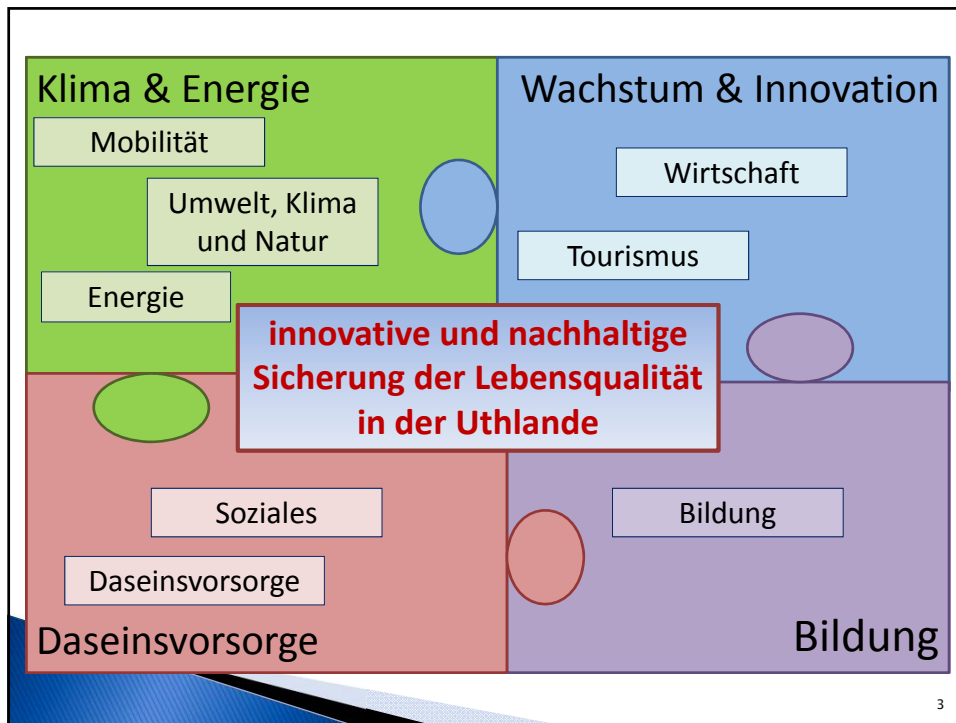 Klima & Energie
Mobilität
Umwelt, Klima
und Natur
Energie
Wachstum & Innovation
Wirtschaft
Tourismus
innovative und nachhaltige
Sicherung der Lebensqualität
in der Uthlande
Soziales
Daseinsvorsorge
Daseinsvorsorge
Bildung
Bildung
3